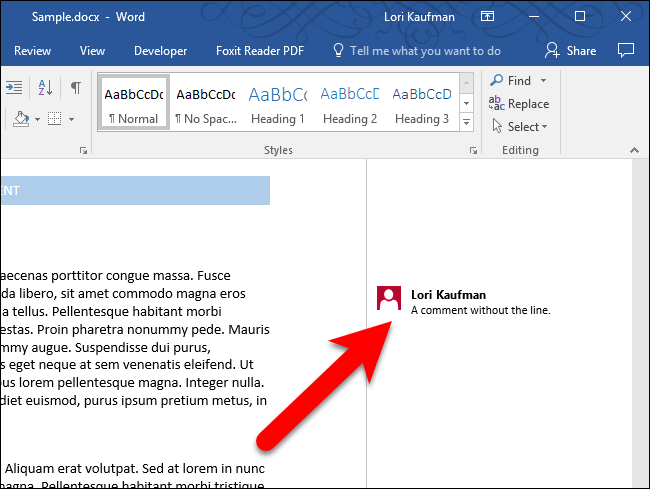 Sample.docx - Word
Lori Kaufman
Review View Developer Foxit Reader PDF Tell me what you want to do Share
A
Z
¶
AaBbCcDc AaBbCcDc AaBbC AaBbCcD AaBbCcD
¶ Normal ¶ No Spac... Heading 1 Heading 2 Heading 3
Styles
Find
Replace
Select
Editing
ENT
aecenas porttitor congue massa. Fusce
da libero, sit amet commodo magna eros
a tellus. Pellentesque habitant morbi
estas. Proin pharetra nonummy pede. Mauris
mmy augue. Suspendisse dui purus,
s eget neque at sem venenatis eleifend. Ut
ous lorem pellentesque magna. Integer nulla.
diet euismod, purus ipsum pretium metus, in
Aliquam erat volutpat. Sed at lorem in nunc
magna. Pellentesque habitant morbi tristique
Lori Kaufman
A comment without the line.